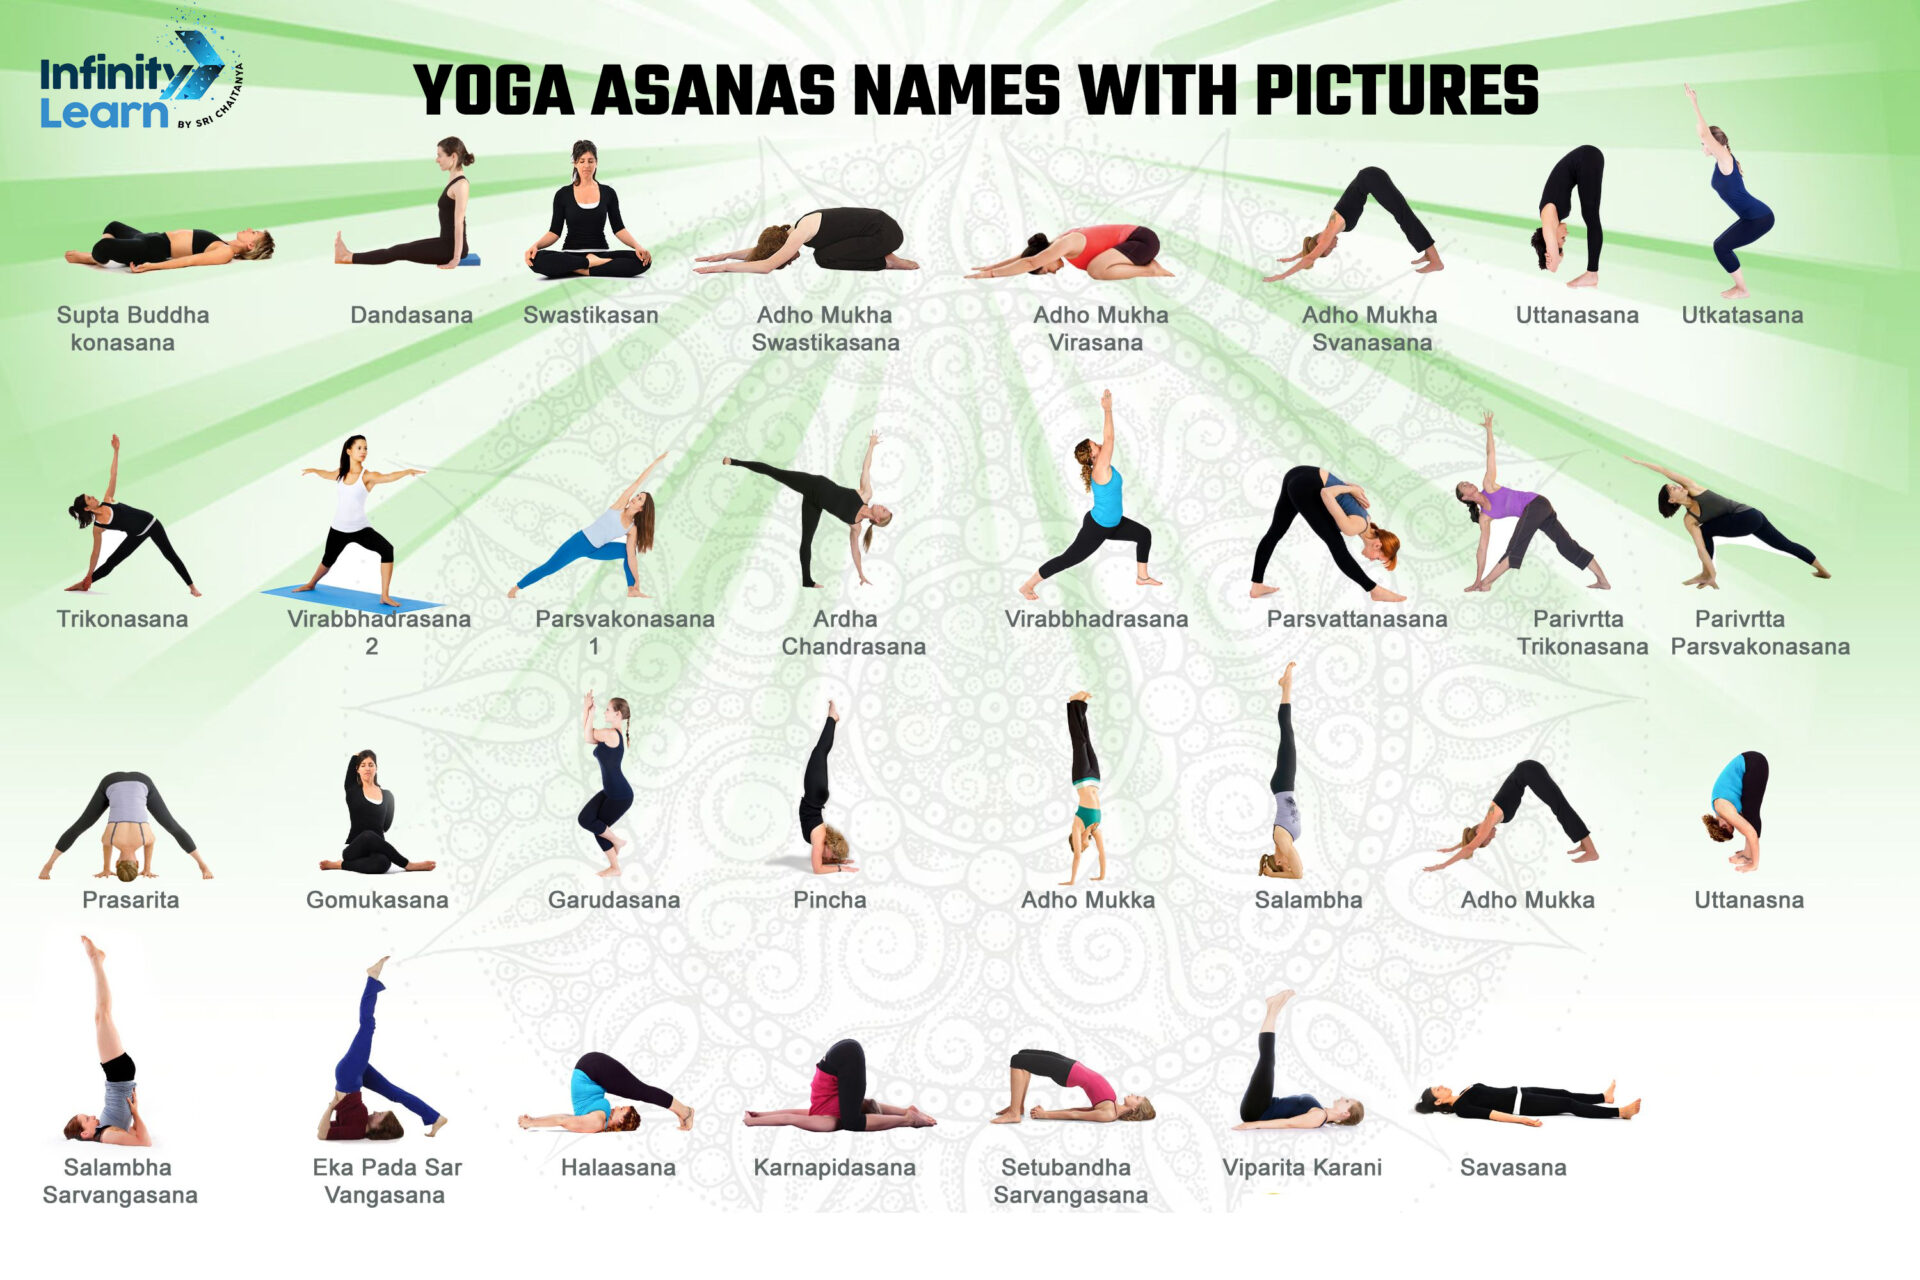 Infinity
Learn
BY SRI CHAITANYA
YOGA ASANAS NAMES WITH PICTURES
Supta Buddha
konasana
Dandasana
Swastikasan
Adho Mukha
Swastikasana
Adho Mukha
Virasana
Adho Mukha
Svanasana
Uttanasana
Utkatasana
Trikonasana
Virabbhadrasana
2
Parsvakonasana
1
Ardha
Chandrasana
Virabbhadrasana
Parsvattanasana
Parivrtta
Trikonasana
Parivrtta
Parsvakonasana
Prasarita
Gomukasana
Garudasana
Pincha
Adho Mukka
Salambha
Adho Mukka
Uttanasna
Salambha
Sarvangasana
Eka Pada Sar
Vangasana
Halaasana
Karnapidasana
Setubandha
Sarvangasana
Viparita Karani
Savasana